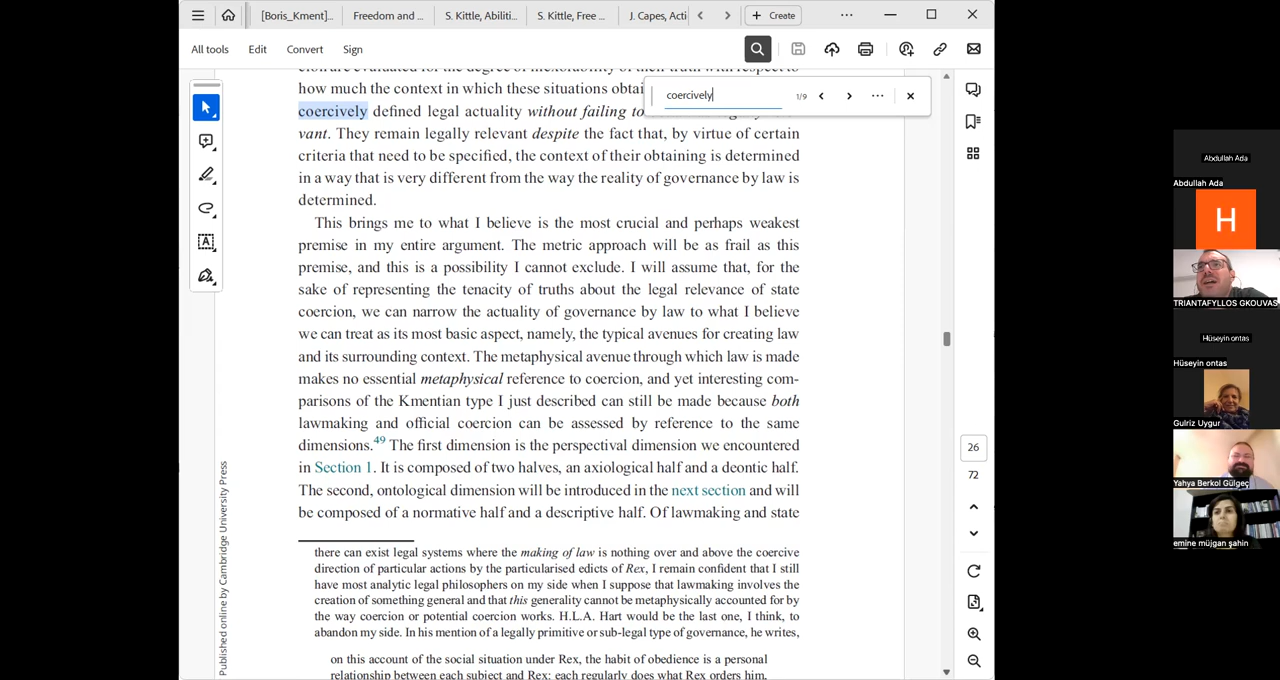 [Boris_Kment]...
Freedom and ...
S. Kittle, Abiliti...
S. Kittle, Free ...
J. Capes, Acti
Create
All tools
Edit
Convert
Sign
coercively
1/9
how much the context in which these situations obtai
coercively defined legal actuality without failing to
vant. They remain legally relevant despite the fact that, by virtue of certain
criteria that need to be specified, the context of their obtaining is determined
in a way that is very different from the way the reality of governance by law is
determined.
This brings me to what I believe is the most crucial and perhaps weakest
premise in my entire argument. The metric approach will be as frail as this
premise, and this is a possibility I cannot exclude. I will assume that, for the
sake of representing the tenacity of truths about the legal relevance of state
coercion, we can narrow the actuality of governance by law to what I believe
we can treat as its most basic aspect, namely, the typical avenues for creating law
and its surrounding context. The metaphysical avenue through which law is made
makes no essential metaphysical reference to coercion, and yet interesting com-
parisons of the Kmentian type I just described can still be made because both
lawmaking and official coercion can be assessed by reference to the same
dimensions.49 The first dimension is the perspectival dimension we encountered
in Section 1. It is composed of two halves, an axiological half and a deontic half.
The second, ontological dimension will be introduced in the next section and will
be composed of a normative half and a descriptive half. Of lawmaking and state
there can exist legal systems where the making of law is nothing over and above the coercive
direction of particular actions by the particularised edicts of Rex, I remain confident that I still
have most analytic legal philosophers on my side when I suppose that lawmaking involves the
creation of something general and that this generality cannot be metaphysically accounted for by
the way coercion or potential coercion works. H.L.A. Hart would be the last one, I think, to
abandon my side. In his mention of a legally primitive or sub-legal type of governance, he writes,
on this account of the social situation under Rex, the habit of obedience is a personal
relationship between each subject and Rex: each regularly does what Rex orders him,
Published online by Cambridge University Press
26
72
Abdullah Ada
Abdullah Ada
H
TRIANTAFYLLOS GKOUVAS
Hüseyin ontas
Hüseyin ontas
Gulriz Uygur
Yahya Berkol Gülgeç
emine müjgan şahin